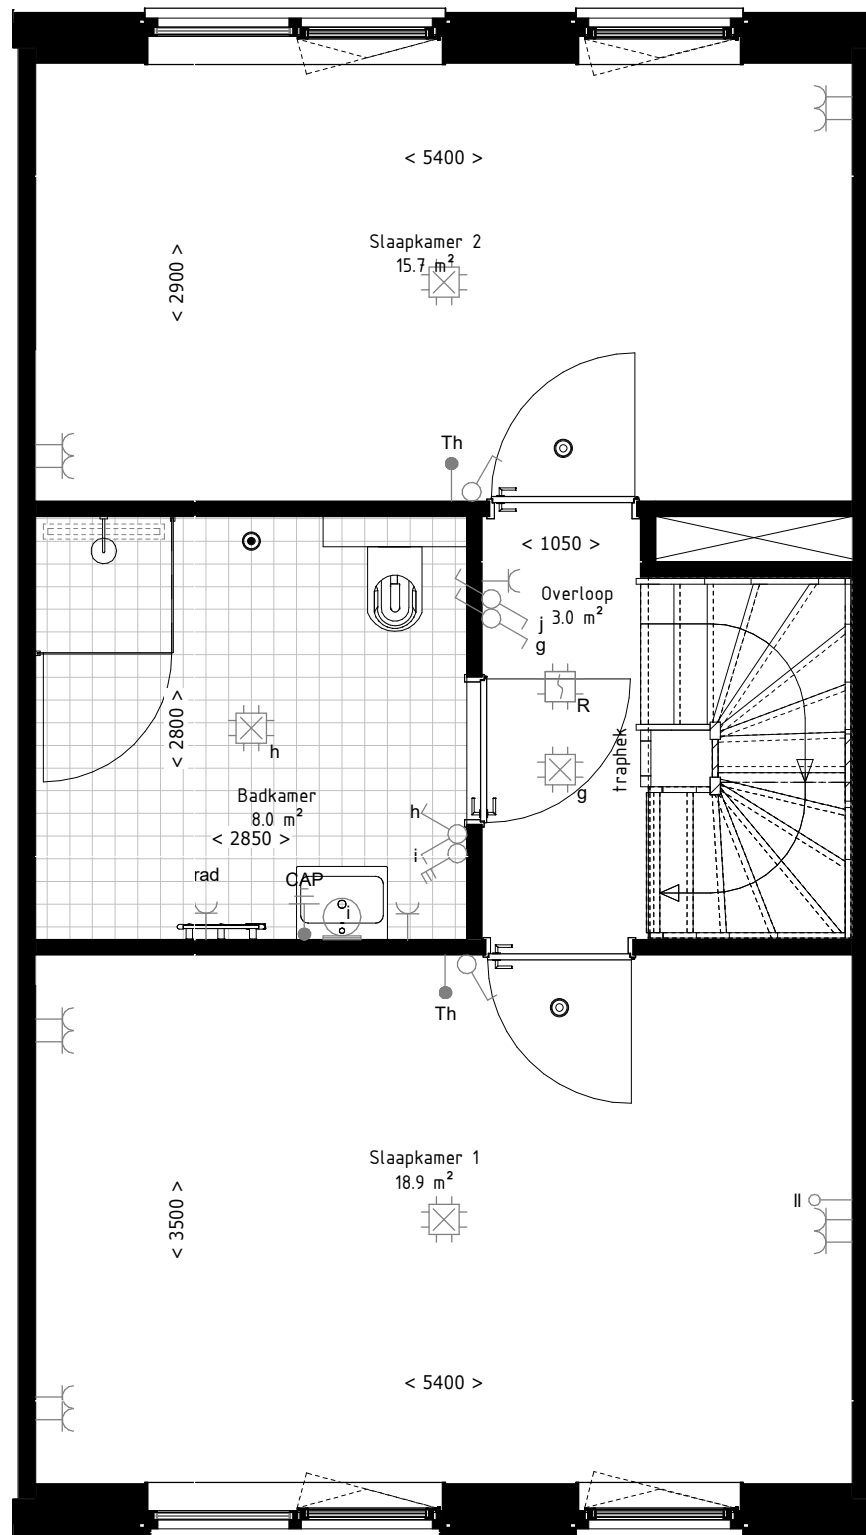 < 5400 >
Slaapkamer 2
15.7 m²
< 2900 >
Th
< 1050 >
Overloop
3.0 m²
j
g
R
g
traphek
h
< 2800 >
Badkamer
8.0 m²
< 2850 >
h
i
rad
CAP
i
Th
Slaapkamer 1
18.9 m²
< 3500 >
II
< 5400 >